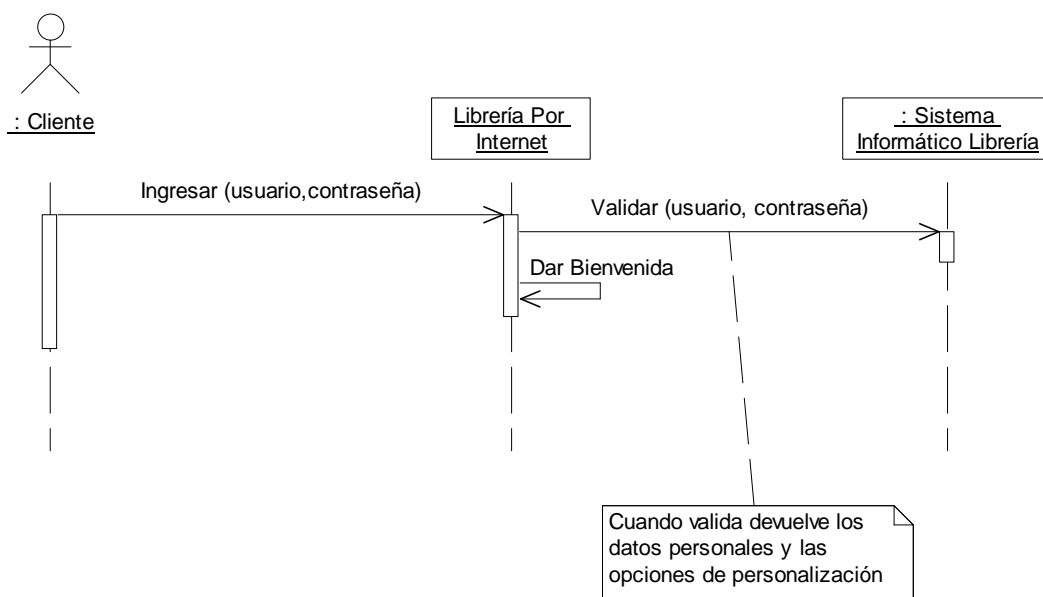 : Cliente
Librería Por
Internet
: Sistema
Informático Librería
Ingresar (usuario,contraseña)
Validar (usuario, contraseña)
Dar Bienvenida
Cuando valida devuelve los
datos personales y las
opciones de personalización